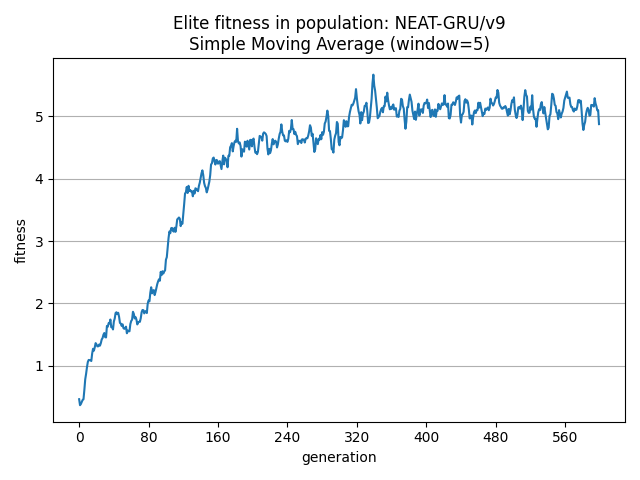 Elite fitness in population: NEAT-GRU/v9
Simple Moving Average (window=5)
fitness
5
4
3
2
1
0 80 160 240 320 400 480 560
generation